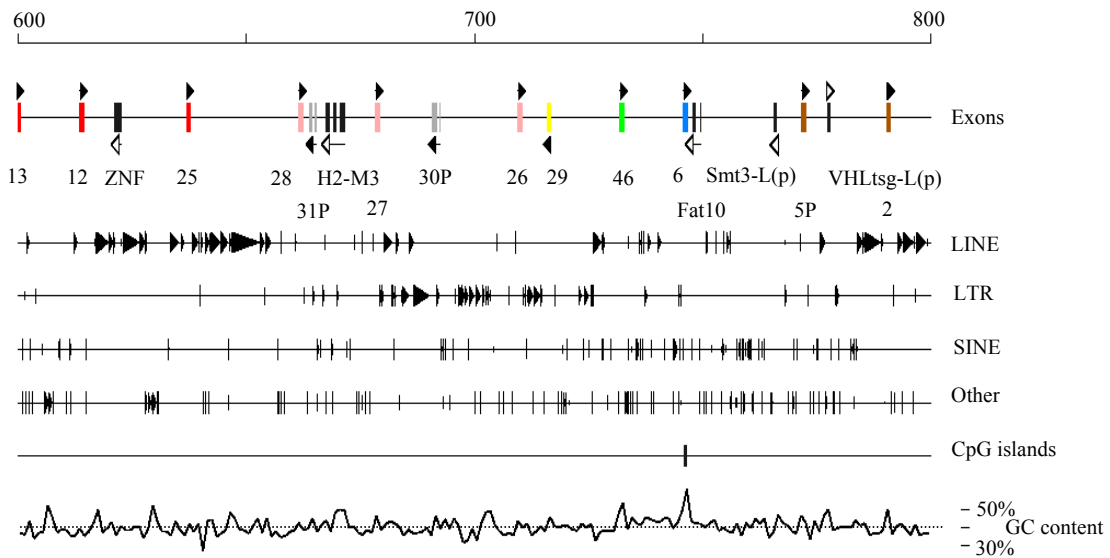 600 700 800
Exons
13 12 ZNF 25 28 H2-M3 30P 26 29 46 6 Smt3-L(p) VHLtsg-L(p)
31P 27 Fat10 5P 2
LINE
LTR
SINE
Other
CpG islands
50%
GC content
30%